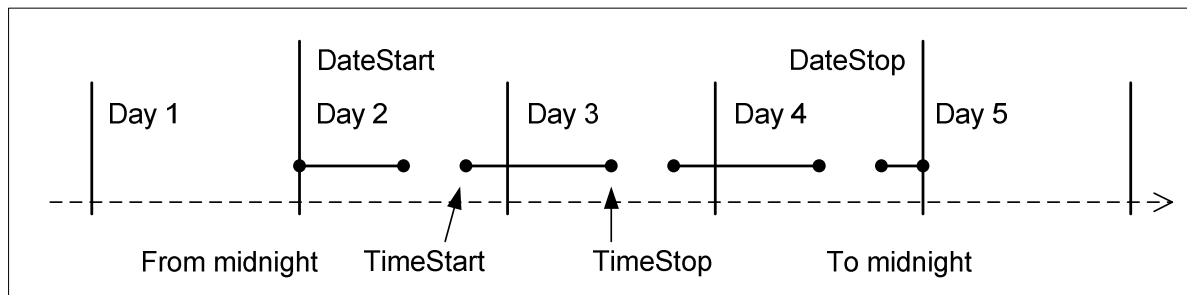 DateStart DateStop
Day 1 Day 2 Day 3 Day 4 Day 5
From midnight TimeStart TimeStop To midnight